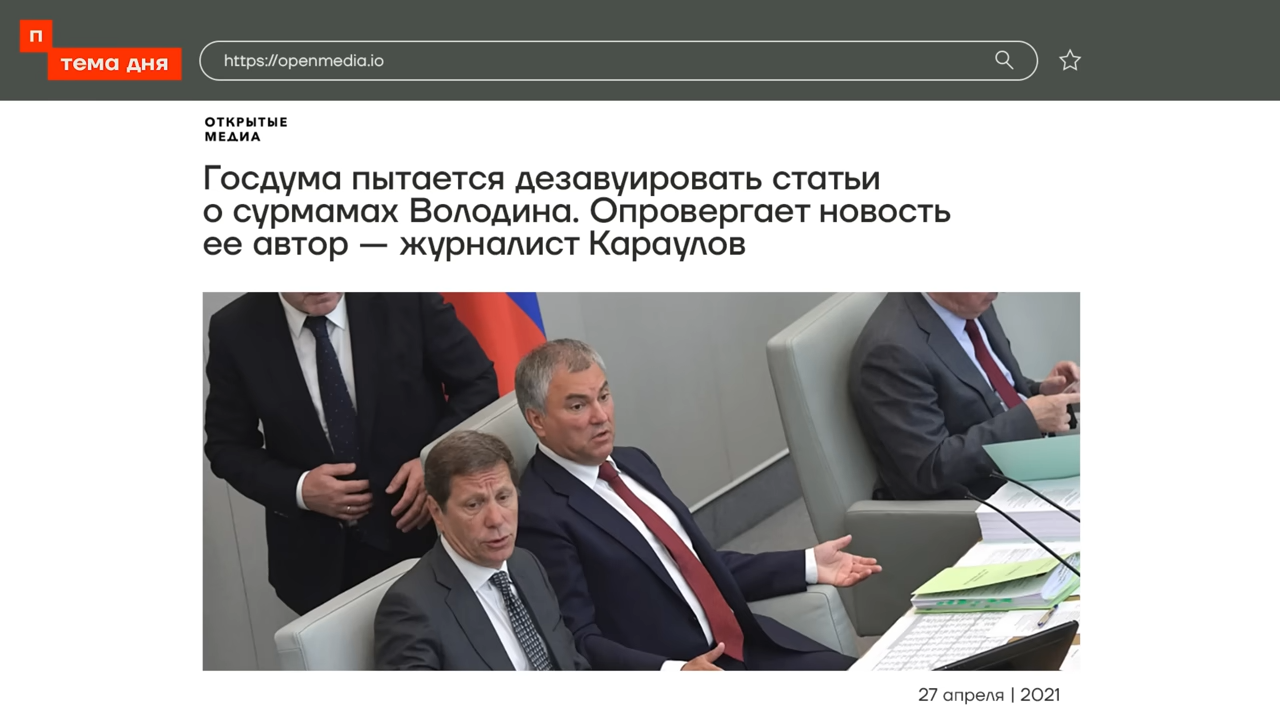 п
тема дня
https://openmedia.io
ОТКРЫТЫЕ
МЕДИА
Госдума пытается дезавуировать статьи
о сурмамах Володина. Опровергает новость
ее автор — журналист Караулов
27 апреля | 2021